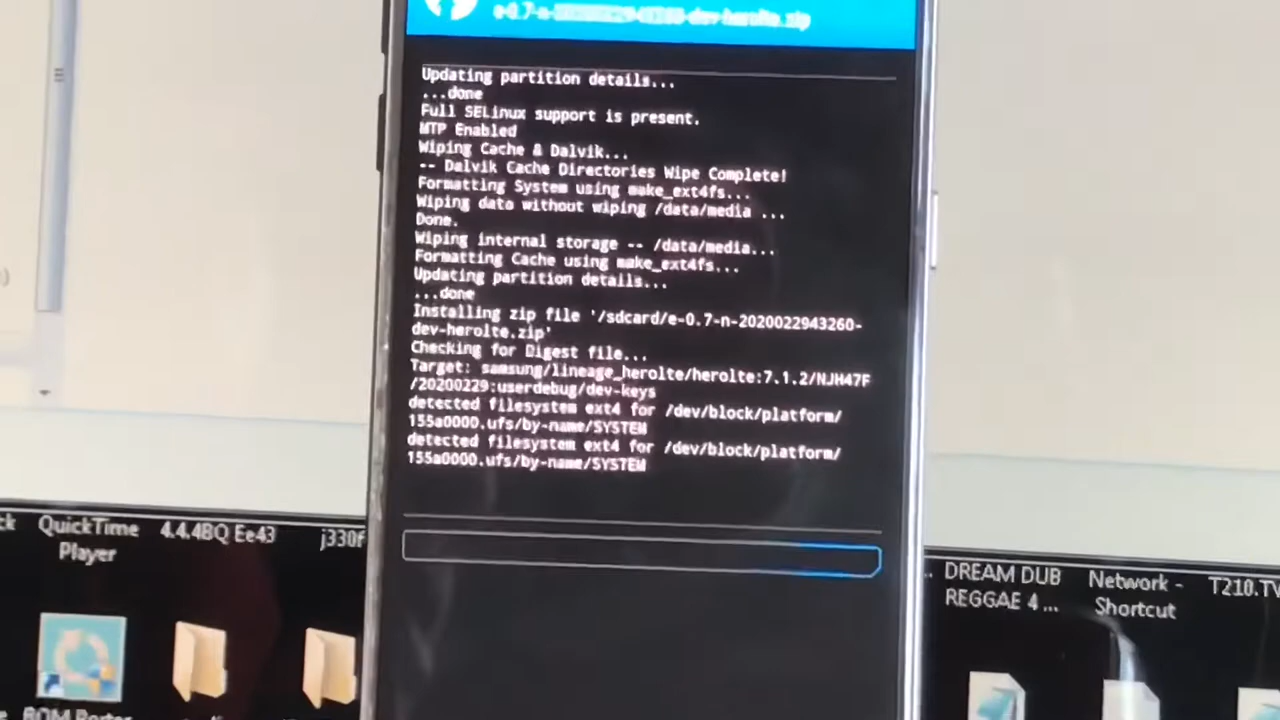 Updating partition details...
...done
Full SELinux support is present.
MTP Enabled
Wiping Cache & Dalvik...
-- Dalvik Cache Directories Wipe Complete!
Formatting System using make_ext4fs...
Wiping data without wiping /data/media ...
Done.
Wiping internal storage -- /data/media...
Formatting Cache using make_ext4fs...
Updating partition details...
...done
Installing zip file '/sdcard/e-0.7-n-2020022943260-
dev-herolte.zip'
Checking for Digest file...
Target: samsung/lineage_herolte/herolte:7.1.2/NJH47F
/20200229:userdebug/dev-keys
detected filesystem ext4 for /dev/block/platform/
155a0000.ufs/by-name/SYSTEM
detected filesystem ext4 for /dev/block/platform/
155a0000.ufs/by-name/SYSTEM
QuickTime
Player
4.4.4BQ Ee43
j330f
DREAM DUB
REGGAE 4 ...
Network -
Shortcut
T210.TW